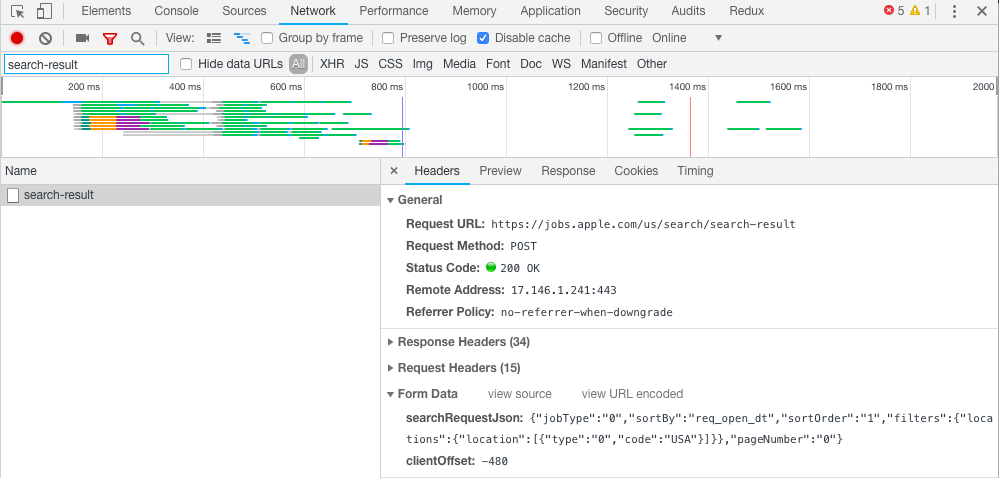 Elements Console Sources Network Performance Memory Application Security Audits Redux 5 1
View: Group by frame Preserve log Disable cache Offline Online
search-result Hide data URLs All XHR JS CSS Img Media Font Doc WS Manifest Other
200 ms 400 ms 600 ms 800 ms 1000 ms 1200 ms 1400 ms 1600 ms 1800 ms 2000
Name
search-result
× Headers Preview Response Cookies Timing
General
Request URL: https://jobs.apple.com/us/search/search-result
Request Method: POST
Status Code: 200 OK
Remote Address: 17.146.1.241:443
Referrer Policy: no-referrer-when-downgrade
Response Headers (34)
Request Headers (15)
Form Data view source view URL encoded
searchRequestJson: {"jobType":"0","sortBy":"req_open_dt","sortOrder":"1","filters":{"loc
ations":{"location":[{"type":"0","code":"USA"}]}},"pageNumber":"0"}
clientOffset: -480